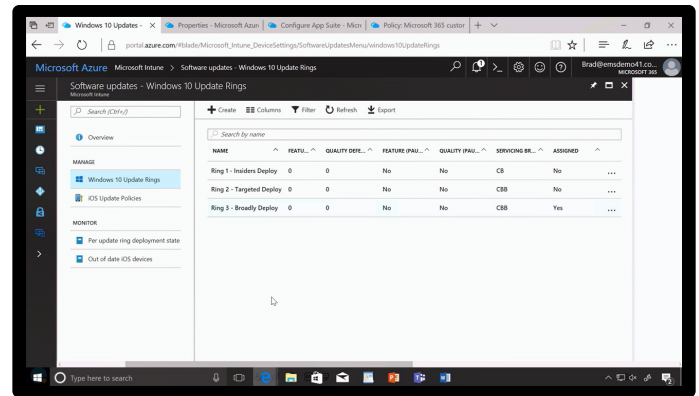 Windows 10 Updates -
Properties - Microsoft Azur
Configure App Suite - Micr
Policy: Microsoft 365 custor
portal.azure.com/#blade/Microsoft_Intune_DeviceSettings/SoftwareUpdatesMenu/windows10UpdateRings
Microsoft Azure Microsoft Intune > Software updates - Windows 10 Update Rings
Brad@emsdemo41.co...
MICROSOFT 365
Software updates - Windows 10 Update Rings
Microsoft Intune
Search (Ctrl+/)
Overview
MANAGE
Windows 10 Update Rings
iOS Update Policies
MONITOR
Per update ring deployment state
Out of date iOS devices
Create Columns Filter Refresh Export
Search by name
NAME FEATU... QUALITY DEFE... FEATURE (PAU... QUALITY (PAU... SERVICING BR... ASSIGNED
Ring 1 - Insiders Deploy 0 0 No No CB No ...
Ring 2 - Targeted Deploy 0 0 No No CBB No ...
Ring 3 - Broadly Deploy 0 0 No No CBB Yes ...
Type here to search